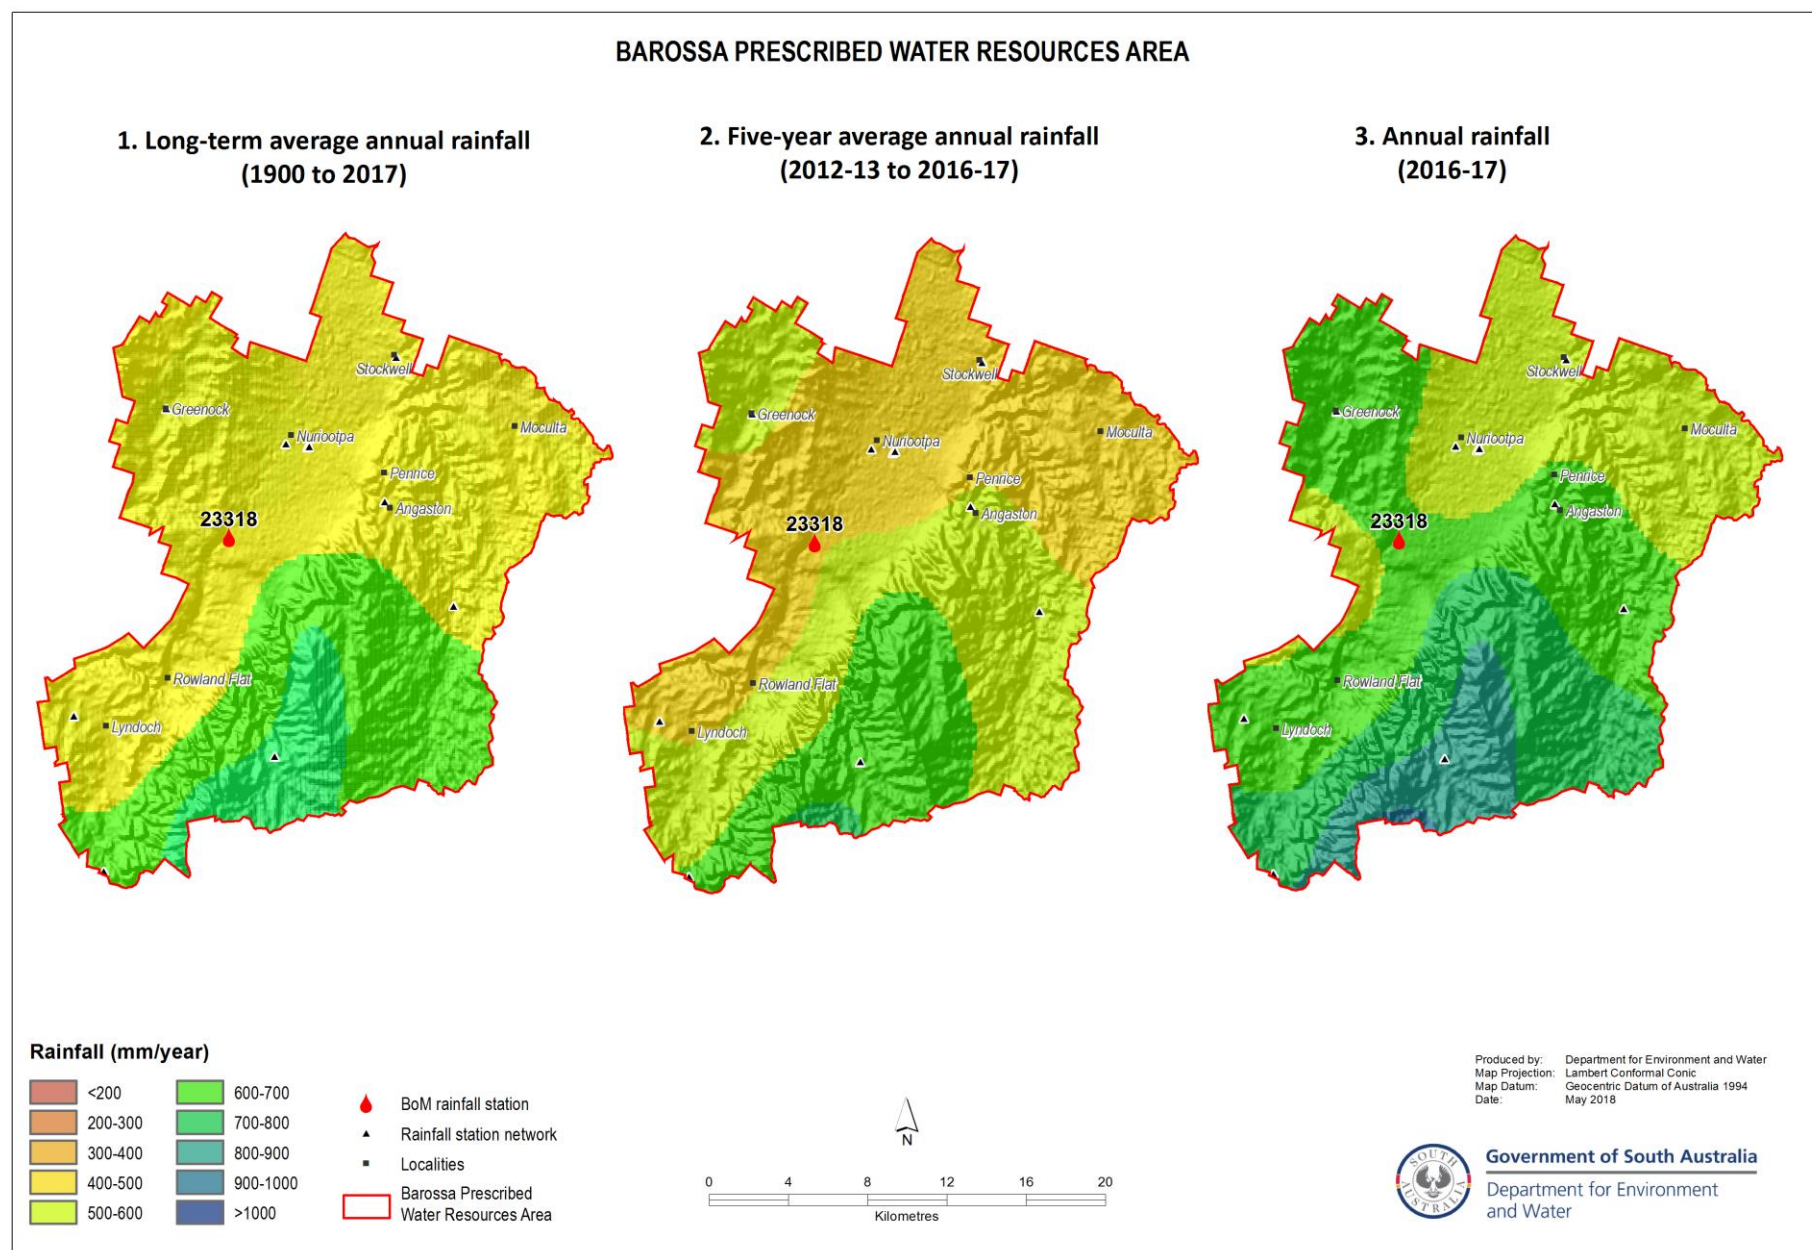 BAROSSA PRESCRIBED WATER RESOURCES AREA
1. Long-term average annual rainfall
(1900 to 2017)
2. Five-year average annual rainfall
(2012-13 to 2016-17)
3. Annual rainfall
(2016-17)
Stockwell
Greenock
Nuriootpa
Moculta
Penrice
Angaston
23318
Rowland Flat
Lyndoch
Stockwell
Greenock
Nuriootpa
Moculta
Penrice
Angaston
23318
Rowland Flat
Lyndoch
Stockwell
Greenock
Nuriootpa
Moculta
Penrice
Angaston
23318
Rowland Flat
Lyndoch
Rainfall (mm/year)
<200
200-300
300-400
400-500
500-600
600-700
700-800
800-900
900-1000
>1000
BoM rainfall station
Rainfall station network
Localities
Barossa Prescribed
Water Resources Area
N
0 4 8 12 16 20
Kilometres
Produced by: Department for Environment and Water
Map Projection: Lambert Conformal Conic
Map Datum: Geocentric Datum of Australia 1994
Date: May 2018
SOUTH AUSTRALIA
Government of South Australia
Department for Environment
and Water